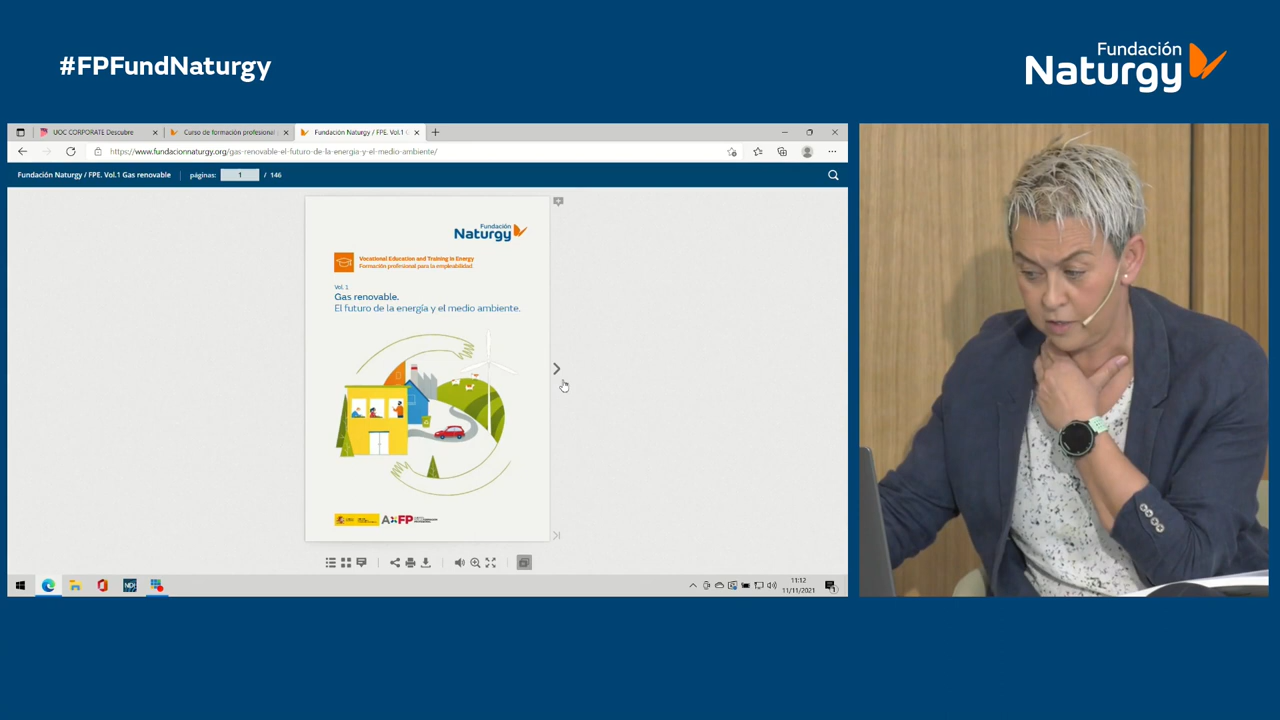 #FPFundNaturgy
Fundación
Naturgy
UOC CORPORATE Descubre
Curso de formación profesional
Fundación Naturgy / FPE. Vol.1 G
https://www.fundacionnaturgy.org/gas-renovable-el-futuro-de-la-energia-y-el-medio-ambiente/
Fundación Naturgy / FPE. Vol.1 Gas renovable
páginas: 1 / 146
Fundación
Naturgy
Vocational Education and Training in Energy
Formación profesional para la empleabilidad
Vol. 1
Gas renovable.
El futuro de la energía y el medio ambiente.
FP
11:12
11/11/2021